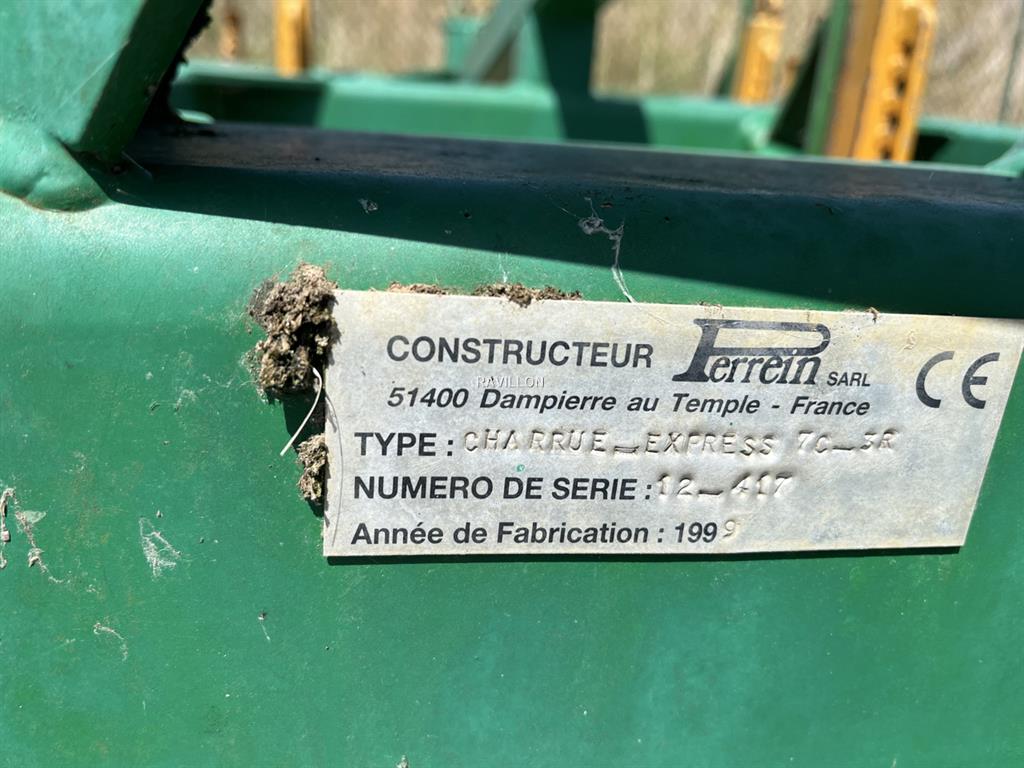 CONSTRUCTEUR Perrein SARL CE
RAVILLON
51400 Dampierre au Temple - France
TYPE : CHARRUE_EXPRESS 7C_3R
NUMERO DE SERIE : 12_417
Année de Fabrication : 1999